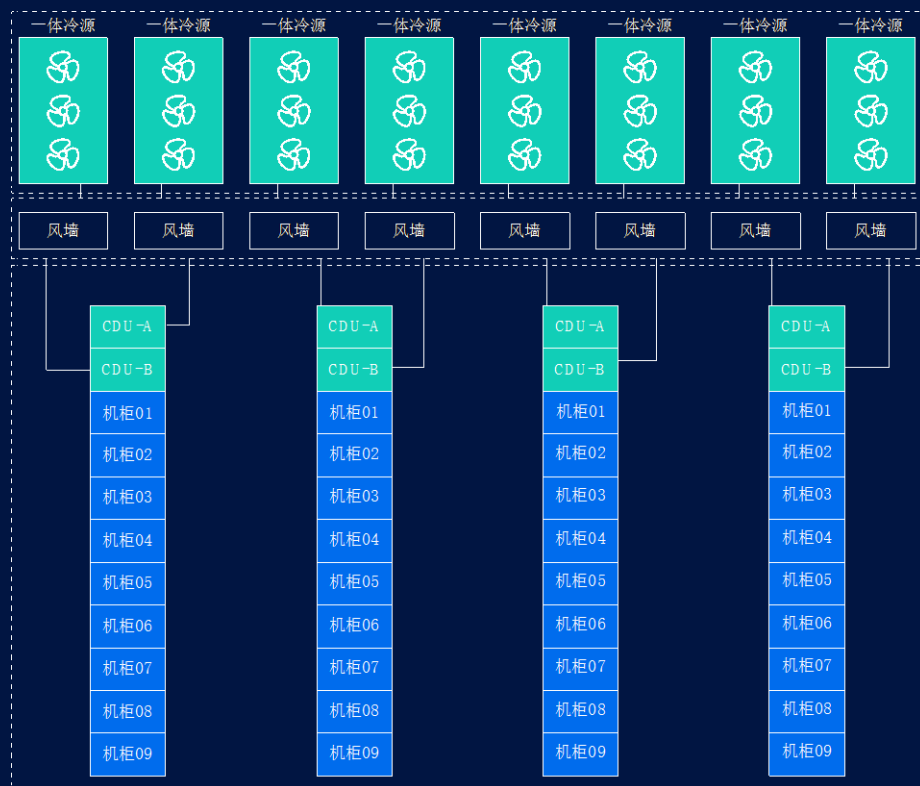 一体冷源 一体冷源 一体冷源 一体冷源 一体冷源 一体冷源 一体冷源 一体冷源
风墙 风墙 风墙 风墙 风墙 风墙 风墙 风墙
CDU-A CDU-A CDU-A CDU-A
CDU-B CDU-B CDU-B CDU-B
机柜01 机柜01 机柜01 机柜01
机柜02 机柜02 机柜02 机柜02
机柜03 机柜03 机柜03 机柜03
机柜04 机柜04 机柜04 机柜04
机柜05 机柜05 机柜05 机柜05
机柜06 机柜06 机柜06 机柜06
机柜07 机柜07 机柜07 机柜07
机柜08 机柜08 机柜08 机柜08
机柜09 机柜09 机柜09 机柜09